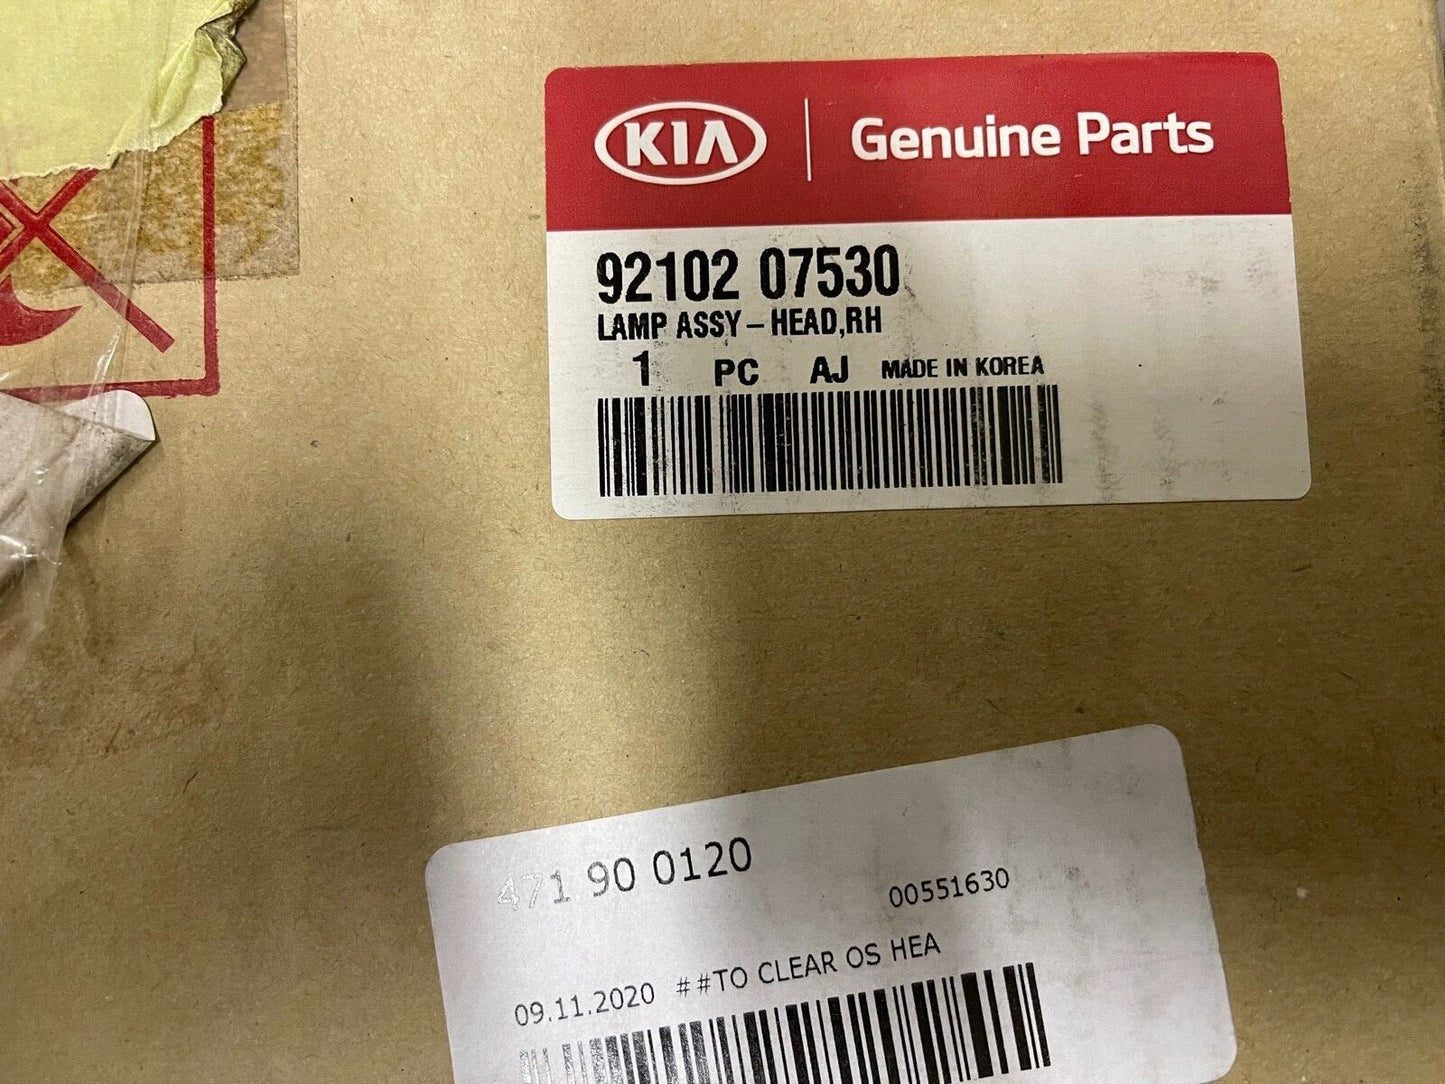 KIA Genuine Parts
92102 07530
LAMP ASSY-HEAD,RH
1 PC AJ MADE IN KOREA
471 90 0120
00551630
09.11.2020 ##TO CLEAR OS HEA